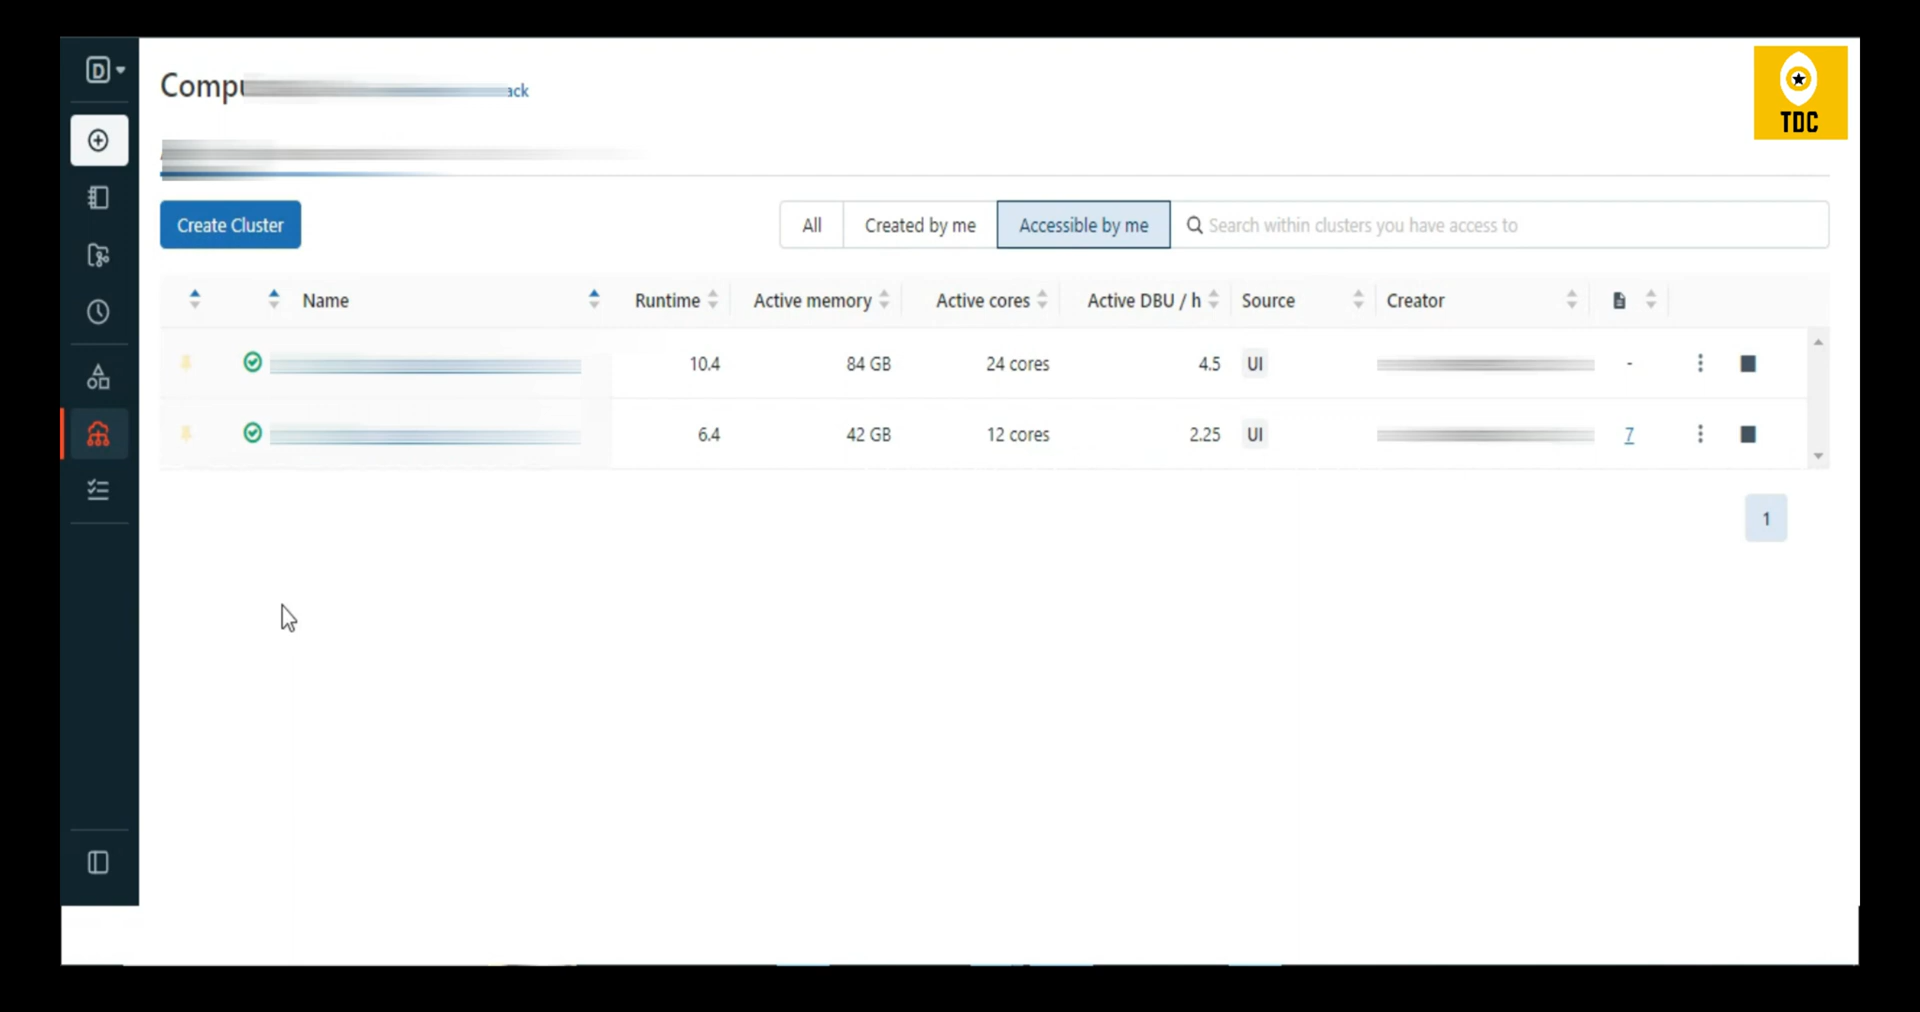 D
TDC
Create Cluster
All Created by me Accessible by me Search within clusters you have access to
Name Runtime Active memory Active cores Active DBU / h Source Creator
10.4 84 GB 24 cores 4.5 UI -
6.4 42 GB 12 cores 2.25 UI 7
1